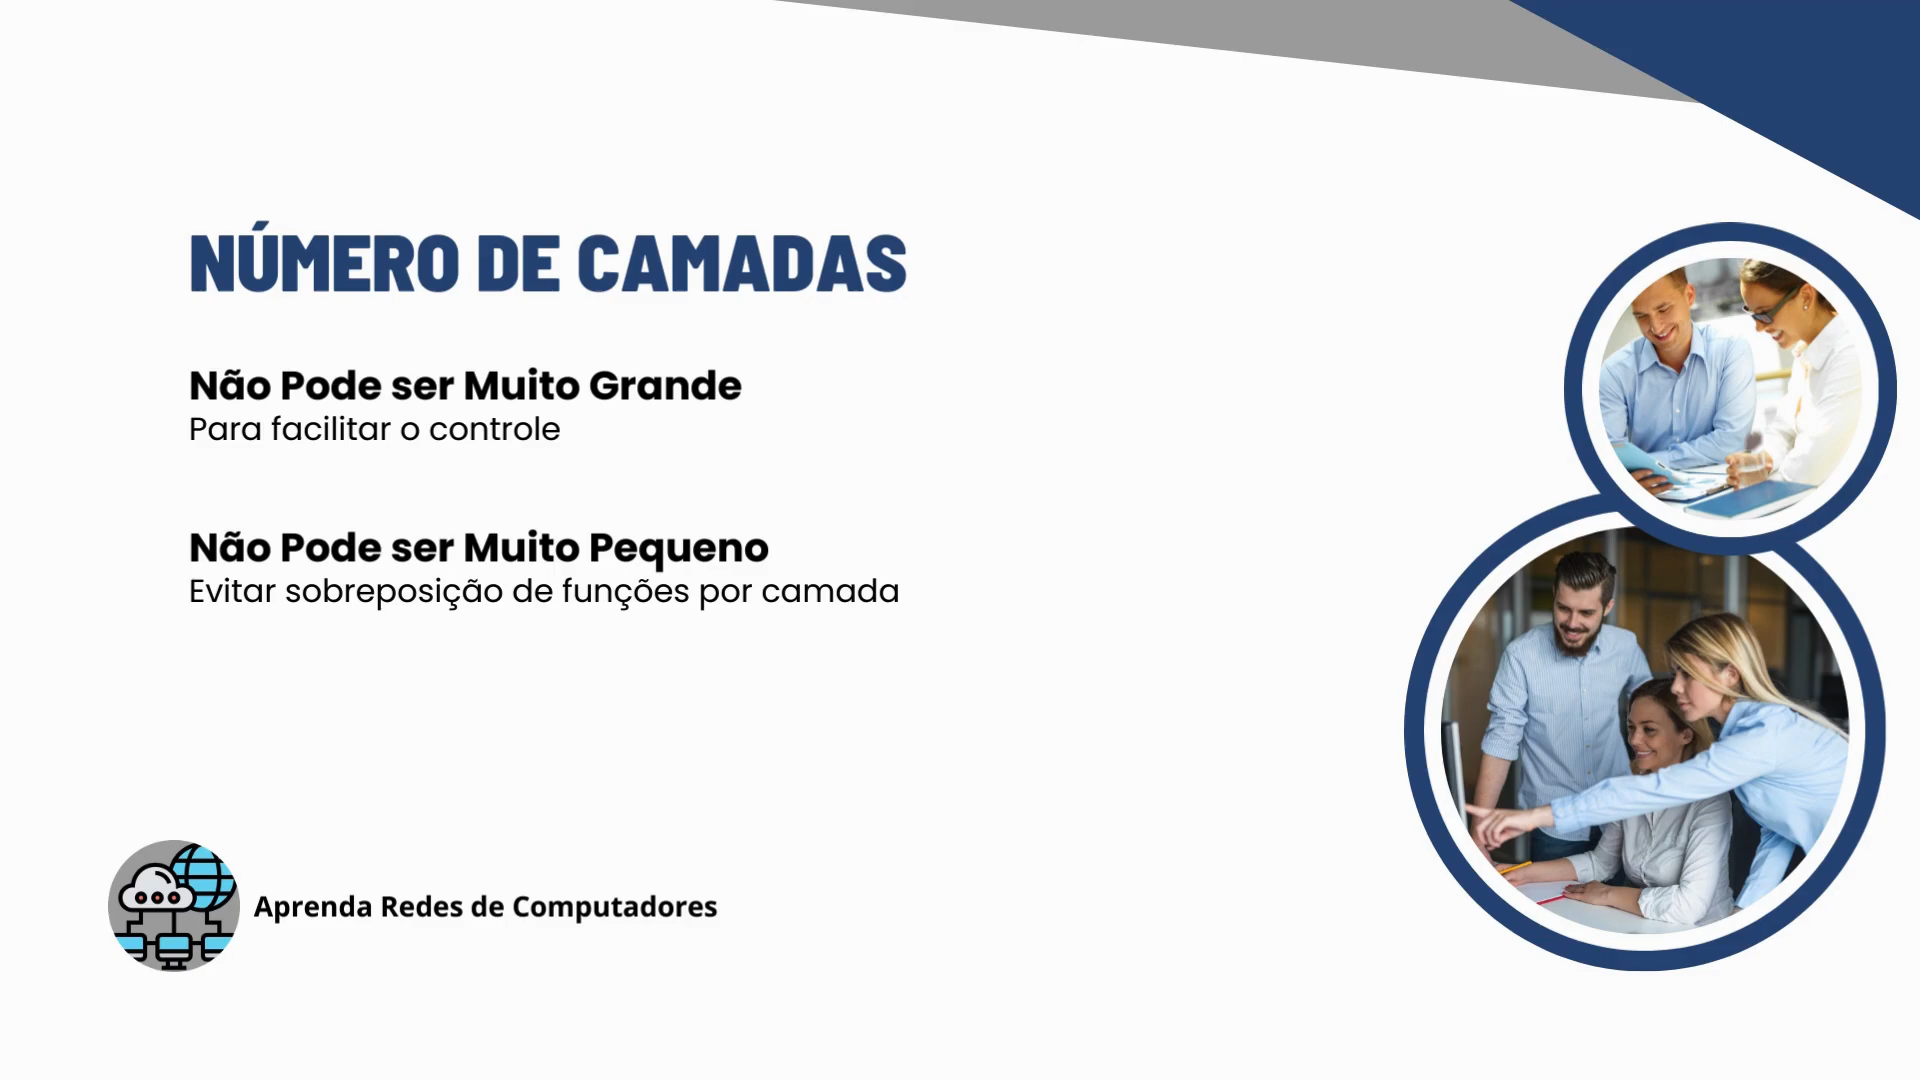 NÚMERO DE CAMADAS
Não Pode ser Muito Grande
Para facilitar o controle
Não Pode ser Muito Pequeno
Evitar sobreposição de funções por camada
Aprenda Redes de Computadores